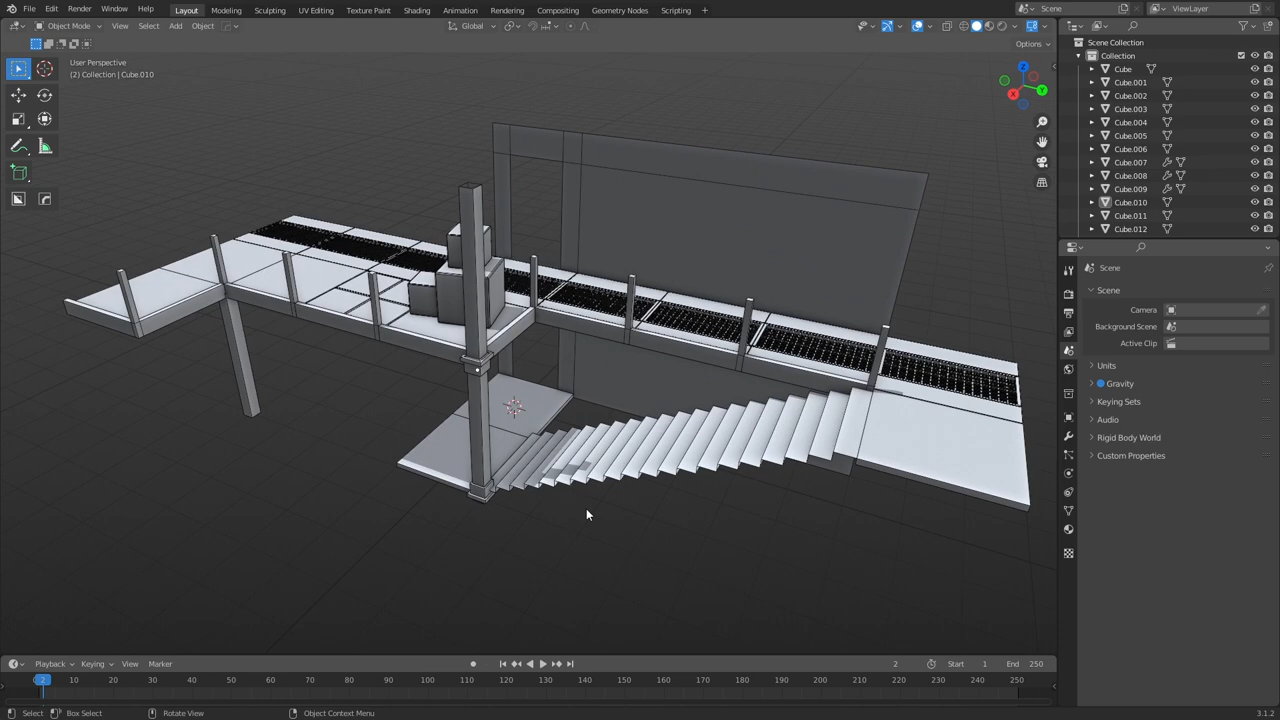 File Edit Render Window Help Layout Modeling Sculpting UV Editing Texture Paint Shading Animation Rendering Compositing Geometry Nodes Scripting + Scene ViewLayer
Object Mode View Select Add Object Global
Options
User Perspective
(2) Collection | Cube.010
Z
Y
X
Scene Collection
Collection
Cube
Cube.001
Cube.002
Cube.003
Cube.004
Cube.005
Cube.006
Cube.007
Cube.008
Cube.009
Cube.010
Cube.011
Cube.012
Scene
Scene
Camera
Background Scene
Active Clip
Units
Gravity
Keying Sets
Audio
Rigid Body World
Custom Properties
Playback Keying View Marker 2 Start 1 End 250
2 10 20 30 40 50 60 70 80 90 100 110 120 130 140 150 160 170 180 190 200 210 220 230 240 250
Select Box Select Rotate View Object Context Menu 3.1.2